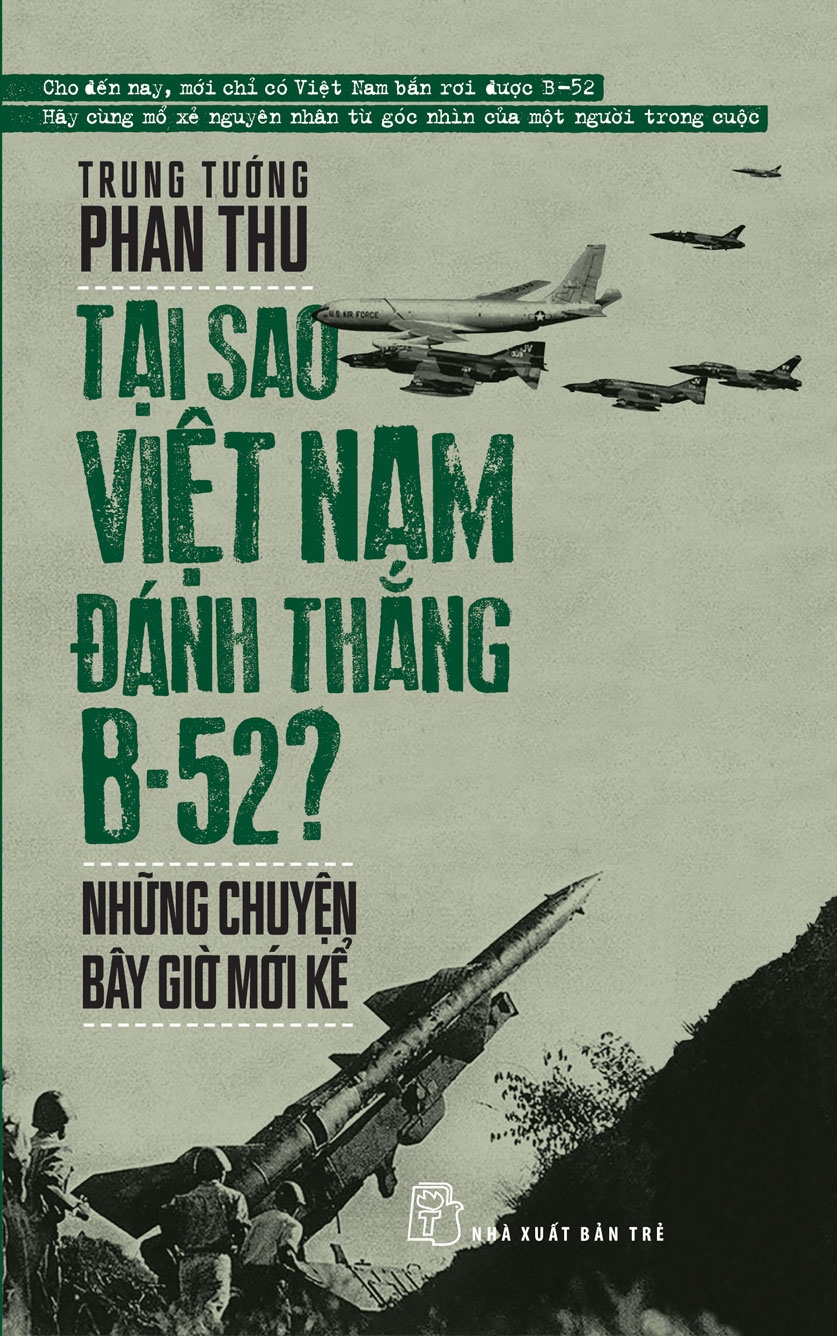 Cho đến nay, mới chỉ có Việt Nam bắn rơi được B-52
Hãy cùng mổ xẻ nguyên nhân từ góc nhìn của một người trong cuộc
TRUNG TƯỚNG
PHAN THU
U.S. AIR FORCE
JV
TẠI SAO
VIỆT NAM
ĐÁNH THẮNG
B-52?
NHỮNG CHUYỆN
BÂY GIỜ MỚI KỂ
NHÀ XUẤT BẢN TRẺ